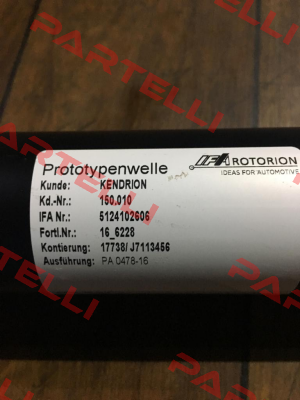 PARTELLI
IFA ROTORION
IDEAS FOR AUTOMOTIVE
Prototypenwelle
Kunde: KENDRION
Kd.-Nr.: 150.010
IFA Nr.: 5124102606
Fortl.Nr.: 16_6228
Kontierung: 17738/ J7113456
Ausführung: PA 0478-16
PARTELLI
PARTELLI